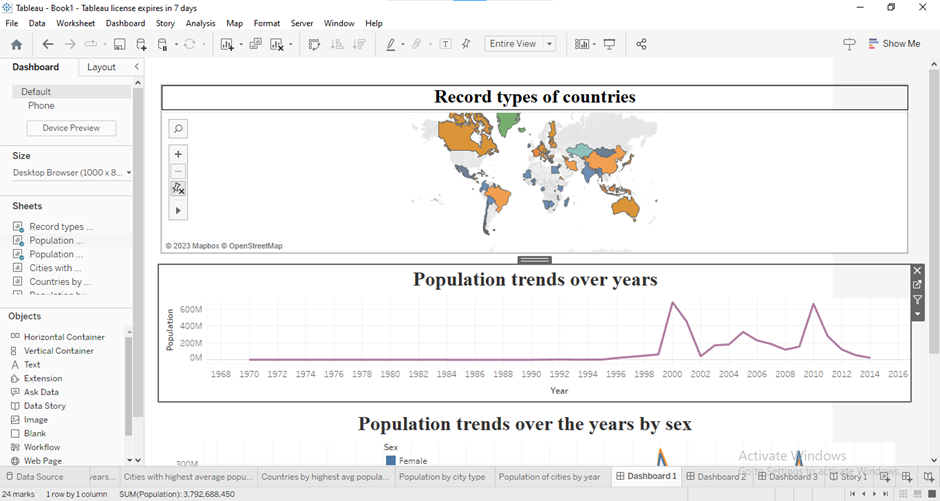 Tableau - Book1 - Tableau license expires in 7 days
File Data Worksheet Dashboard Story Analysis Map Format Server Window Help
Entire View
Show Me
Dashboard Layout
Default
Phone
Device Preview
Size
Desktop Browser (1000 x 8...
Sheets
Record types ...
Population ...
Population ...
Cities with ...
Countries by ...
Objects
Horizontal Container
Vertical Container
Text
Extension
Ask Data
Data Story
Image
Blank
Workflow
Web Page
Record types of countries
© 2023 Mapbox © OpenStreetMap
Population trends over years
Population
600M
400M
200M
0M
1968 1970 1972 1974 1976 1978 1980 1982 1984 1986 1988 1990 1992 1994 1996 1998 2000 2002 2004 2006 2008 2010 2012 2014 2016
Year
Population trends over the years by sex
Sex
Female
300M
Activate Windows
Go to Settings to activate Windows.
Data Source years... Cities with highest average popu... Countries by highest avg popula... Population by city type Population of cities by year Dashboard 1 Dashboard 2 Dashboard 3 Story 1
24 marks 1 row by 1 column SUM(Population): 3,792,688,450